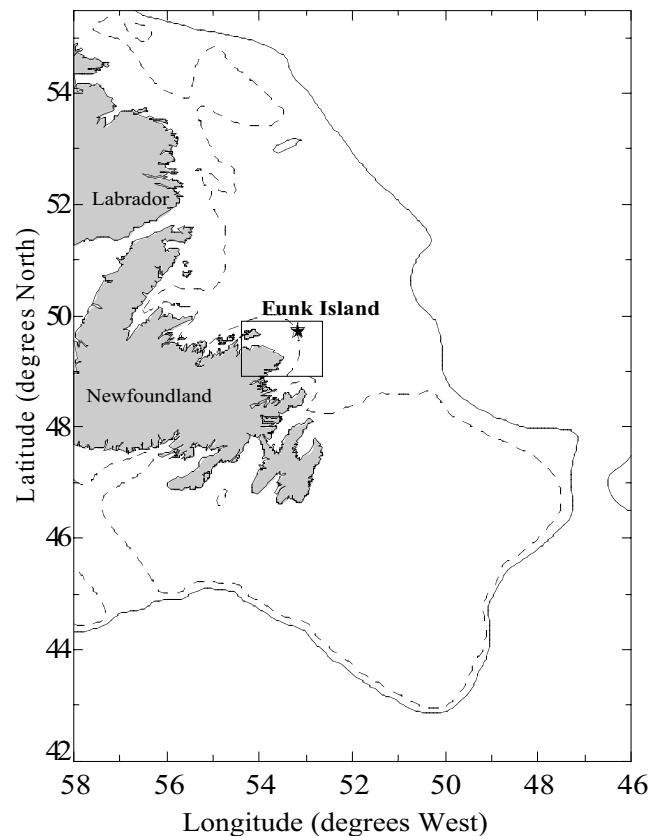 54
Labrador
52
Funk Island
50
Newfoundland
48
46
44
42
58 56 54 52 50 48 46
Latitude (degrees North)
Longitude (degrees West)